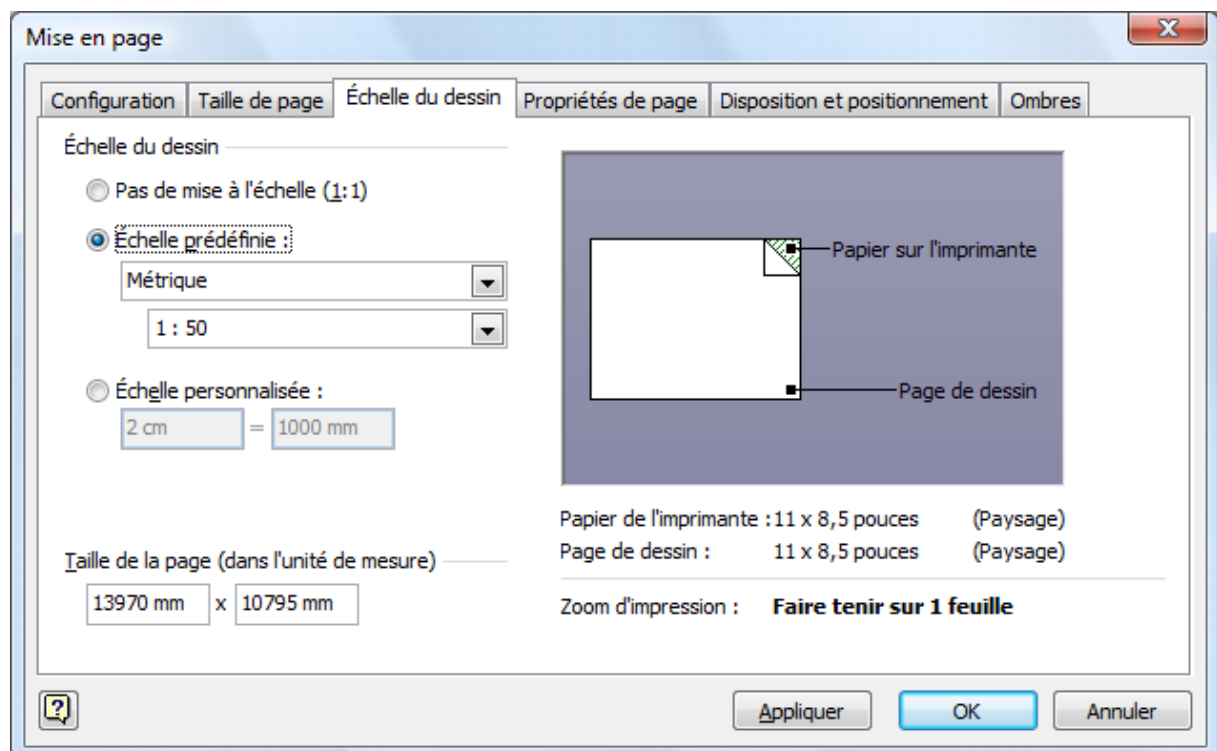 Mise en page
Configuration Taille de page Échelle du dessin Propriétés de page Disposition et positionnement Ombres
Échelle du dessin
Pas de mise à l'échelle (1:1)
Échelle prédéfinie :
Métrique
1 : 50
Échelle personnalisée :
2 cm = 1000 mm
Taille de la page (dans l'unité de mesure)
13970 mm x 10795 mm
Papier sur l'imprimante
Page de dessin
Papier de l'imprimante : 11 x 8,5 pouces (Paysage)
Page de dessin : 11 x 8,5 pouces (Paysage)
Zoom d'impression : Faire tenir sur 1 feuille
Appliquer OK Annuler